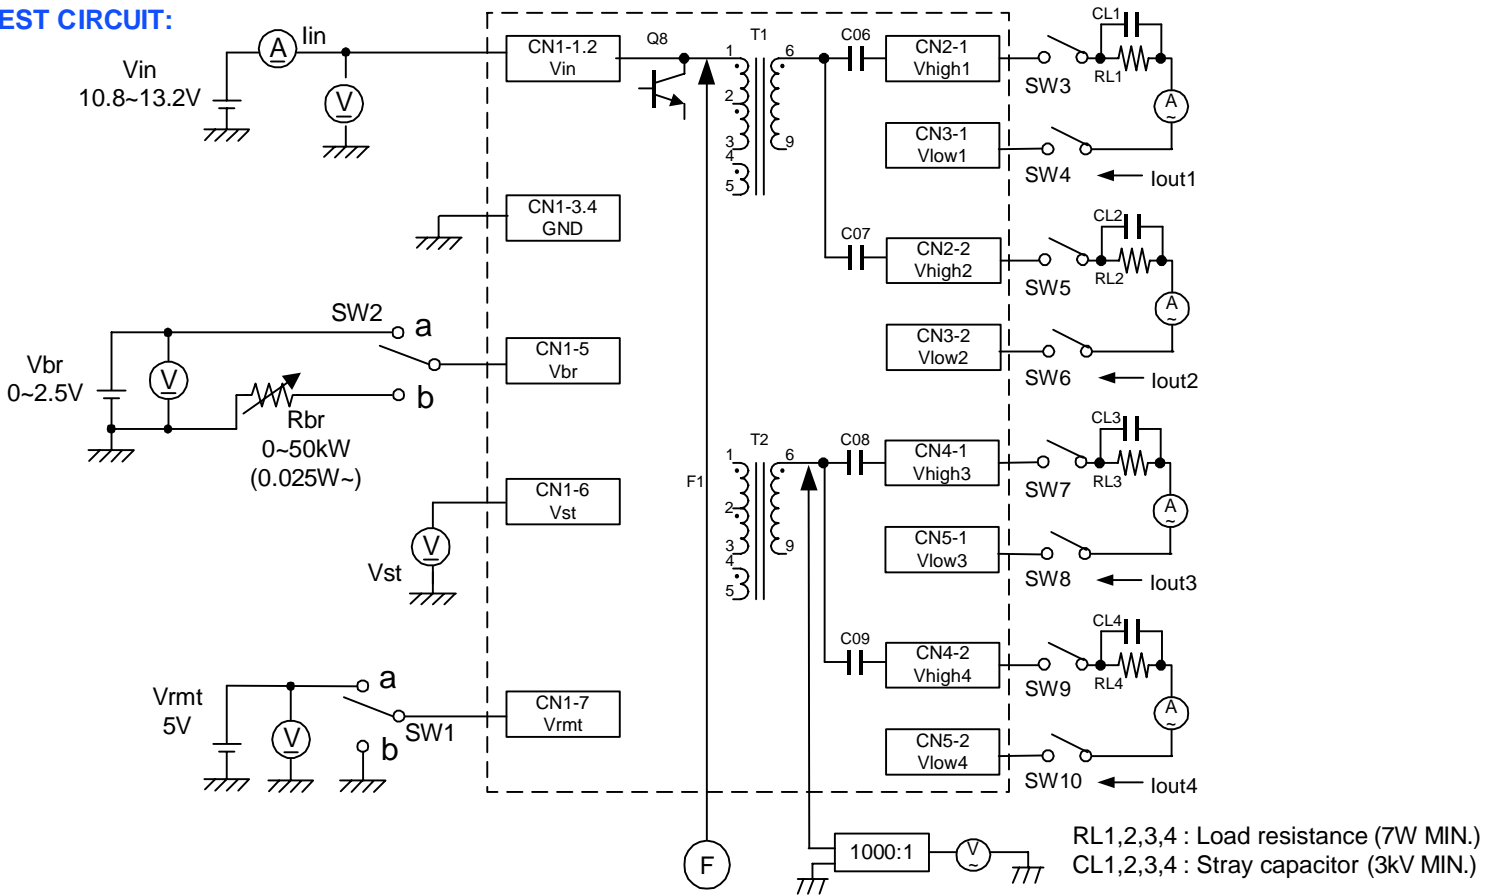 EST CIRCUIT:
Vin
10.8~13.2V
A
Iin
V
CN1-1.2
Vin
Q8
F1
T1
1
2
3
4
5
6
9
C06
C07
CN2-1
Vhigh1
CN3-1
Vlow1
CN2-2
Vhigh2
CN3-2
Vlow2
SW3
SW4
CL1
RL1
A
~
Iout1
SW5
SW6
CL2
RL2
A
~
Iout2
CN1-3.4
GND
Vbr
0~2.5V
V
SW2
a
b
Rbr
0~50kW
(0.025W~)
CN1-5
Vbr
CN1-6
Vst
V
Vst
Vrmt
5V
V
a
b
SW1
CN1-7
Vrmt
T2
1
2
3
4
5
6
9
C08
C09
CN4-1
Vhigh3
CN5-1
Vlow3
CN4-2
Vhigh4
CN5-2
Vlow4
SW7
SW8
CL3
RL3
A
~
Iout3
SW9
SW10
CL4
RL4
A
~
Iout4
F
1000:1
V
~
RL1,2,3,4 : Load resistance (7W MIN.)
CL1,2,3,4 : Stray capacitor (3kV MIN.)